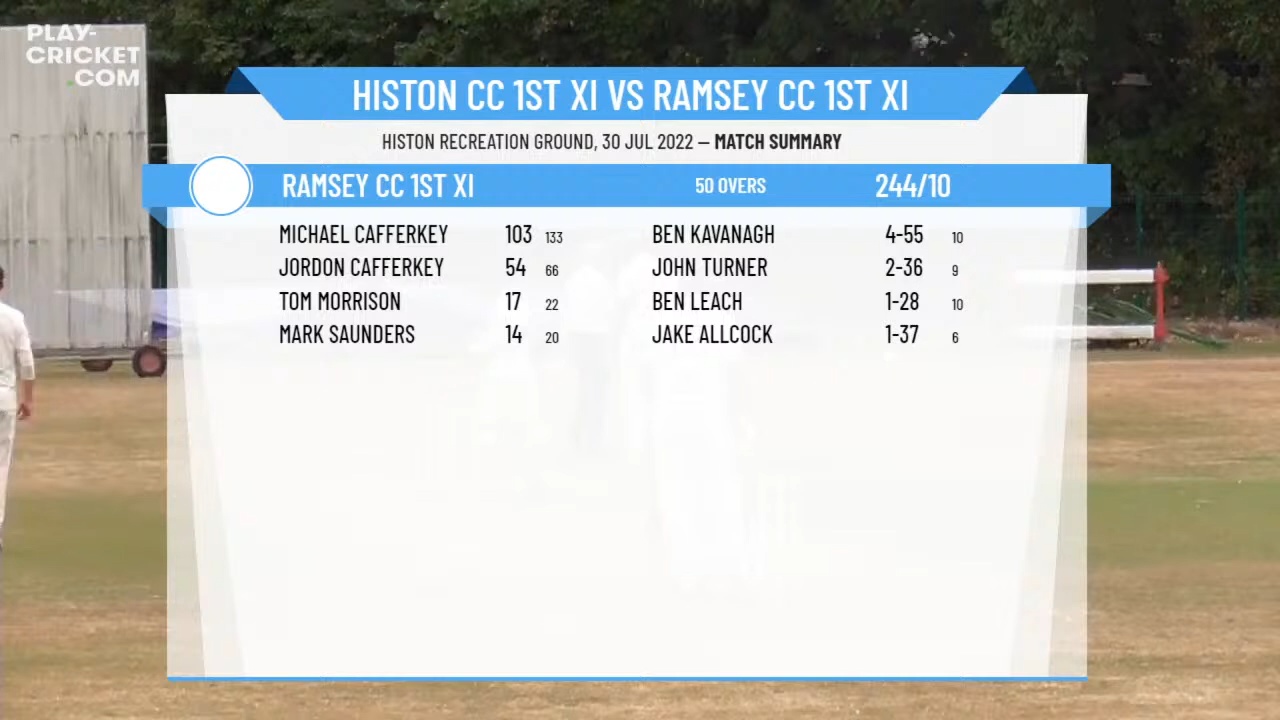 PLAY-
CRICKET
.COM
HISTON CC 1ST XI VS RAMSEY CC 1ST XI
HISTON RECREATION GROUND, 30 JUL 2022 – MATCH SUMMARY
RAMSEY CC 1ST XI 50 OVERS 244/10
MICHAEL CAFFERKEY 103 133 BEN KAVANAGH 4-55 10
JORDON CAFFERKEY 54 66 JOHN TURNER 2-36 9
TOM MORRISON 17 22 BEN LEACH 1-28 10
MARK SAUNDERS 14 20 JAKE ALLCOCK 1-37 6